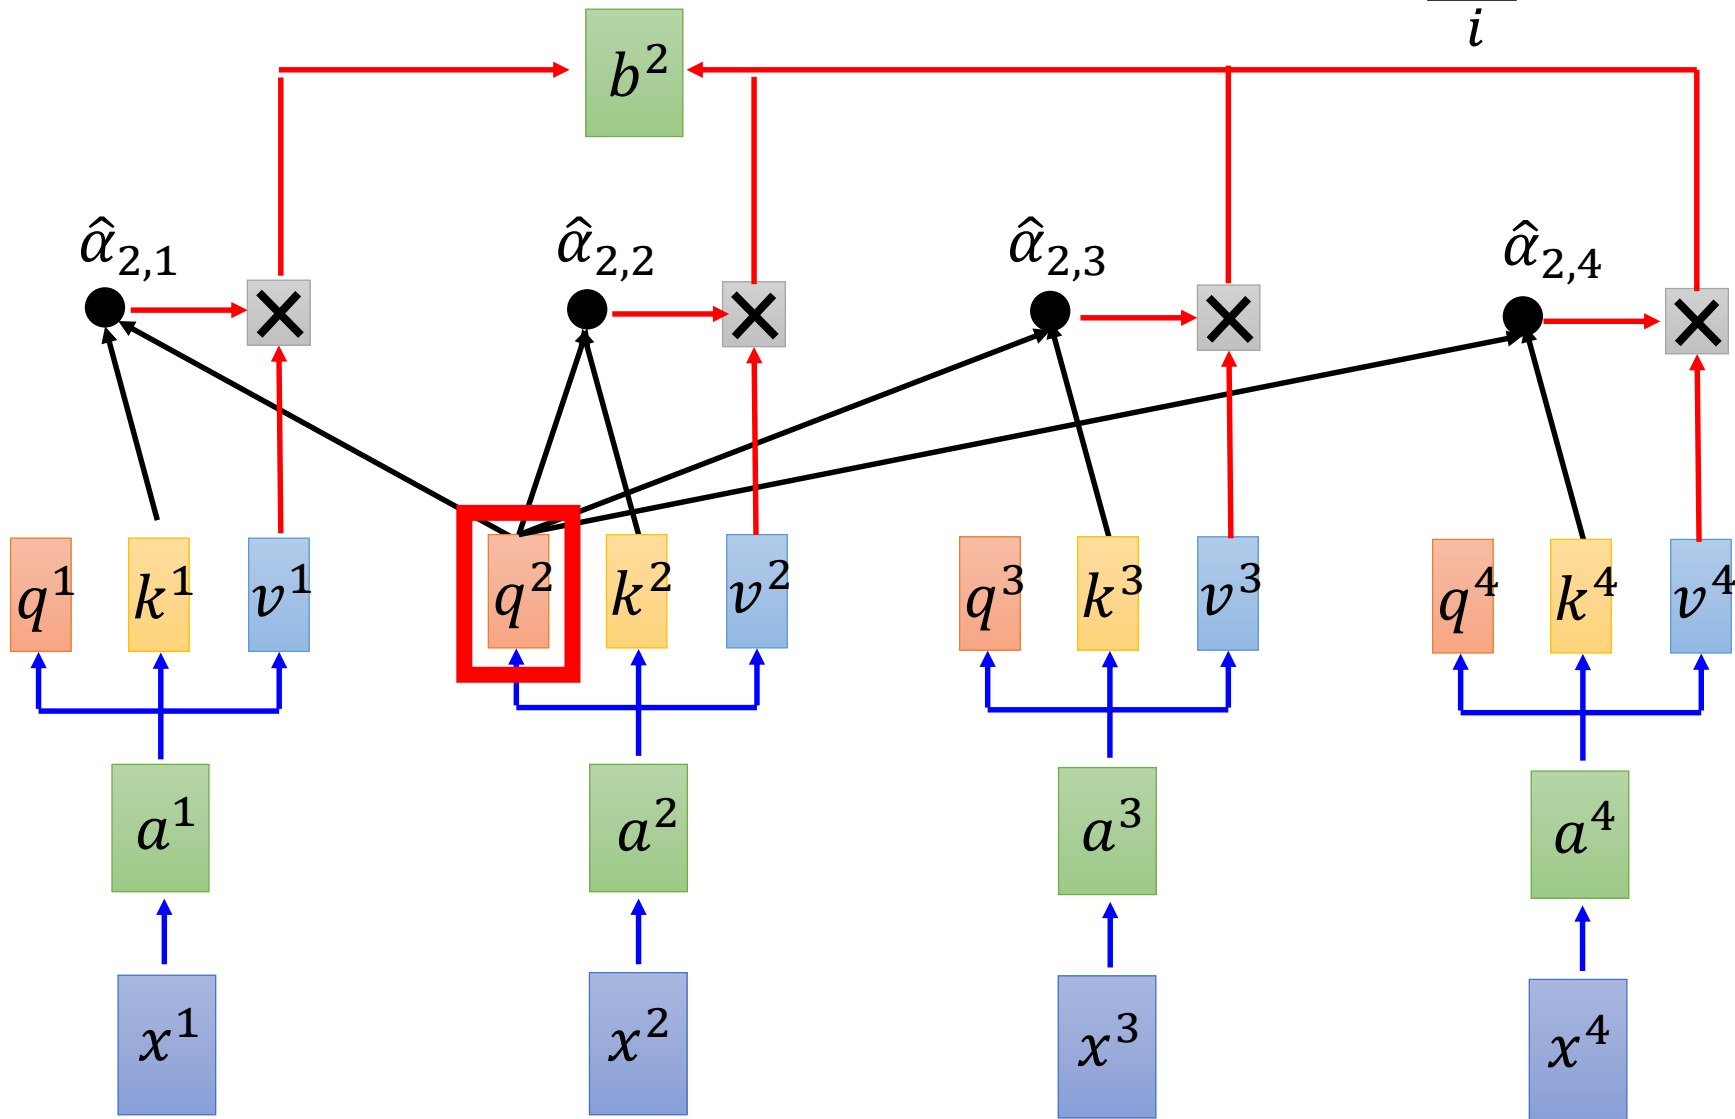 i
b²
α̂₂,₁ α̂₂,₂ α̂₂,₃ α̂₂,₄
× × × ×
q¹ k¹ v¹ q² k² v² q³ k³ v³ q⁴ k⁴ v⁴
a¹ a² a³ a⁴
x¹ x² x³ x⁴